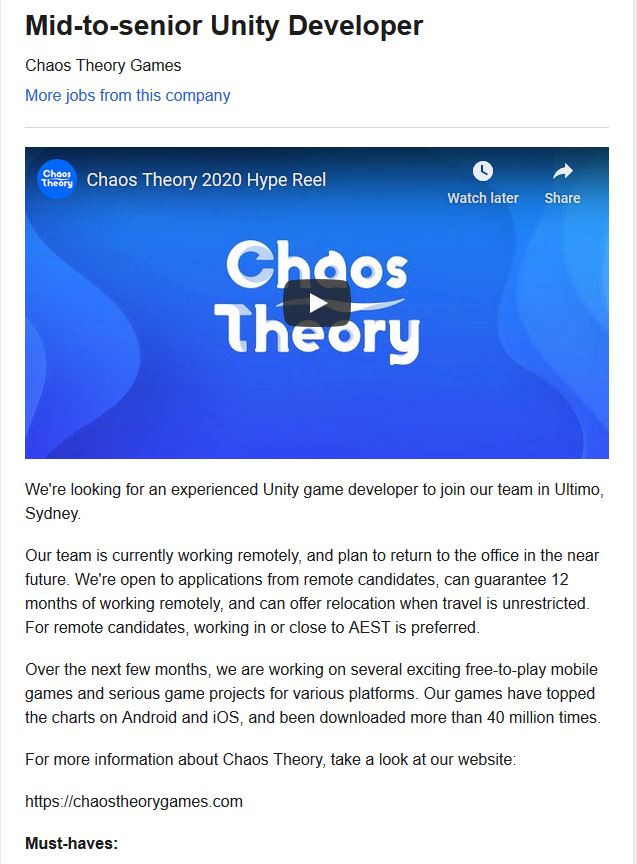 Mid-to-senior Unity Developer
Chaos Theory Games
More jobs from this company
Chaos
Theory
Chaos Theory 2020 Hype Reel
Watch later
Share
Chaos
Theory
We're looking for an experienced Unity game developer to join our team in Ultimo,
Sydney.
Our team is currently working remotely, and plan to return to the office in the near
future. We're open to applications from remote candidates, can guarantee 12
months of working remotely, and can offer relocation when travel is unrestricted.
For remote candidates, working in or close to AEST is preferred.
Over the next few months, we are working on several exciting free-to-play mobile
games and serious game projects for various platforms. Our games have topped
the charts on Android and iOS, and been downloaded more than 40 million times.
For more information about Chaos Theory, take a look at our website:
https://chaostheorygames.com
Must-haves: